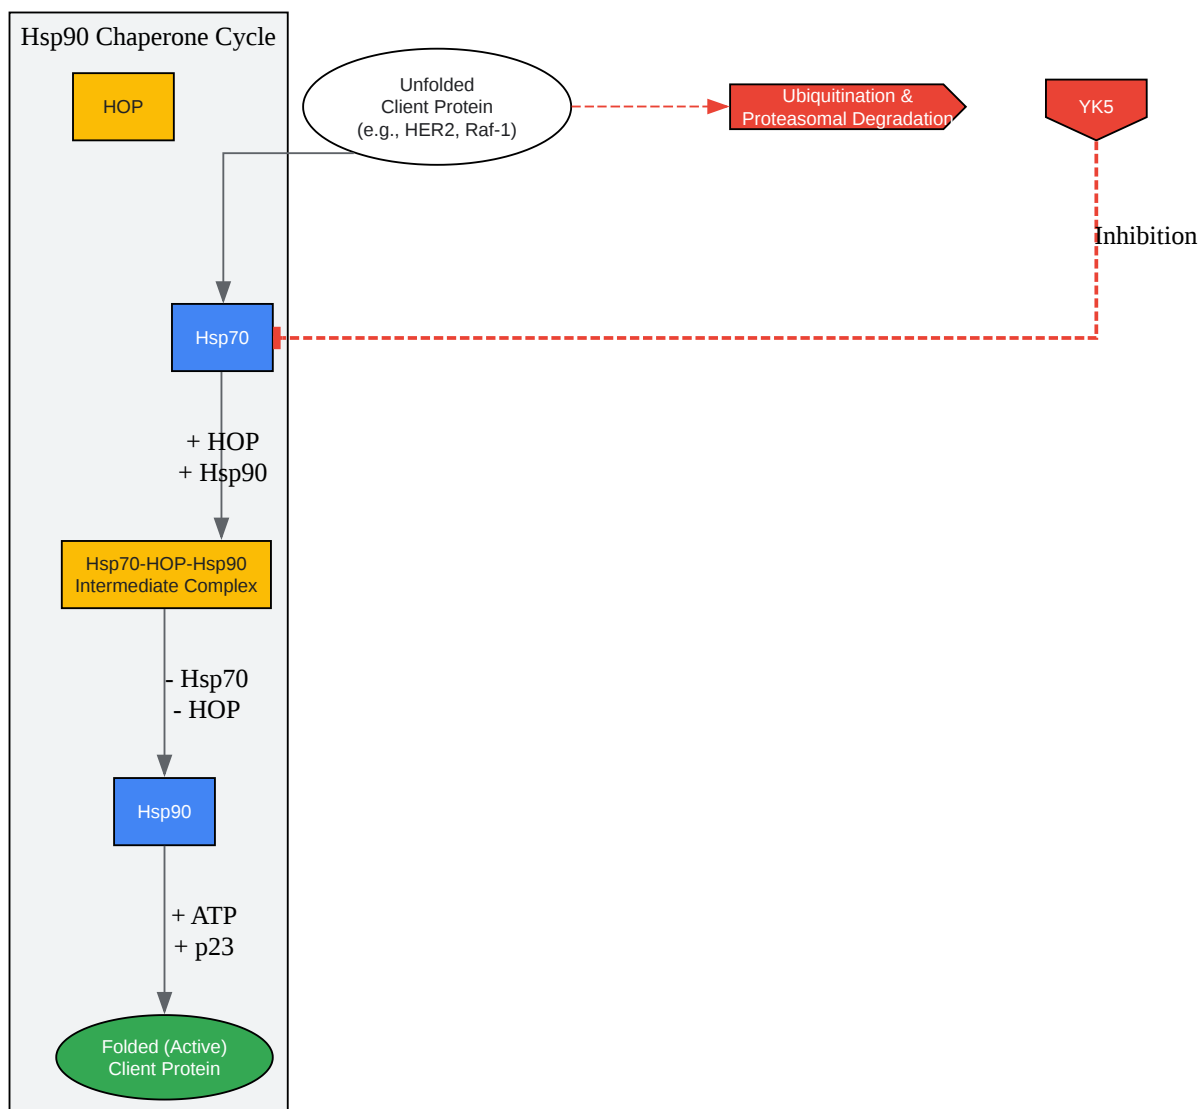 Hsp90 Chaperone Cycle
HOP
Unfolded
Client Protein
(e.g., HER2, Raf-1)
Ubiquitination &
Proteasomal Degradation
YK5
Inhibition
Hsp70
+ HOP
+ Hsp90
Hsp70-HOP-Hsp90
Intermediate Complex
- Hsp70
- HOP
Hsp90
+ ATP
+ p23
Folded (Active)
Client Protein